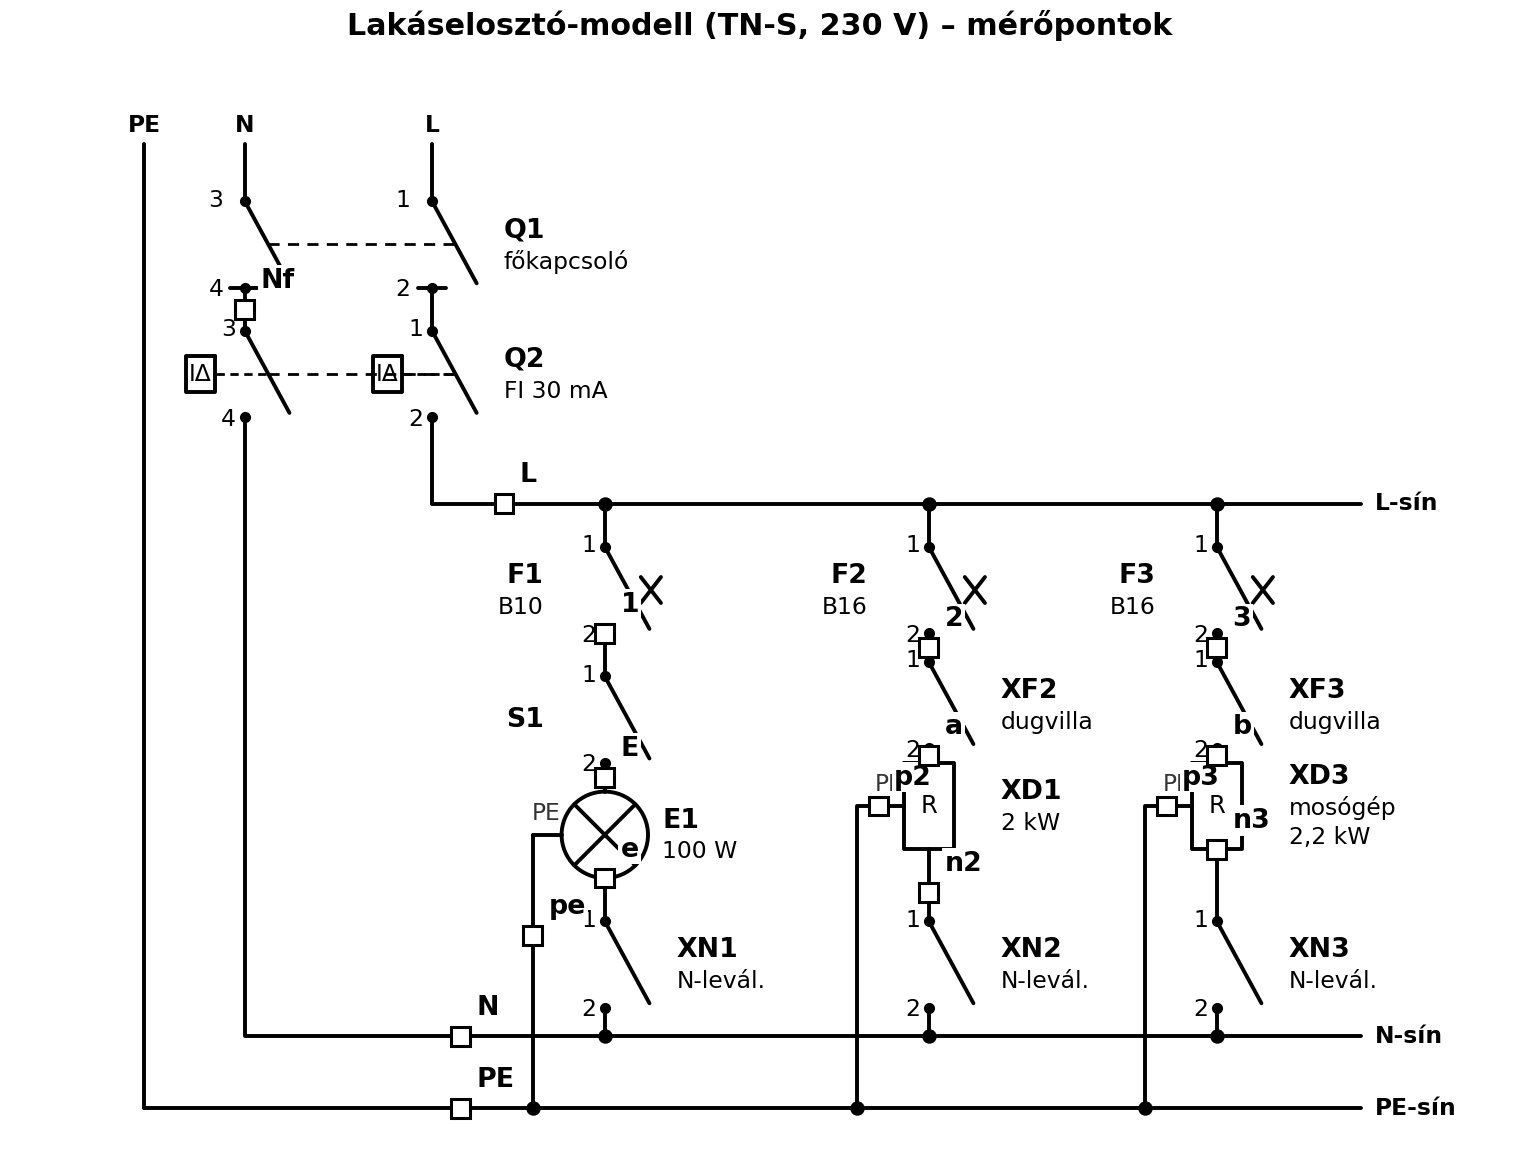 Lakáselosztó-modell (TN-S, 230 V) – mérőpontok
PE N L
3 1
Q1
főkapcsoló
4 Nf 2
3 1
IΔ IΔ
Q2
FI 30 mA
4 2
L
L-sín
1 1 1
F1 F2 F3
B10 B16 B16
1 2 3
2 2 2
1 1 1
S1
XF2 XF3
dugvilla dugvilla
E a b
2 2 2
PE p2 p3
E1
100 W
R R
XD1
2 kW
XD3
mosógép
2,2 kW
e n2 n3
pe
1 1 1
XN1 XN2 XN3
N-levál. N-levál. N-levál.
2 2 2
N
N-sín
PE
PE-sín